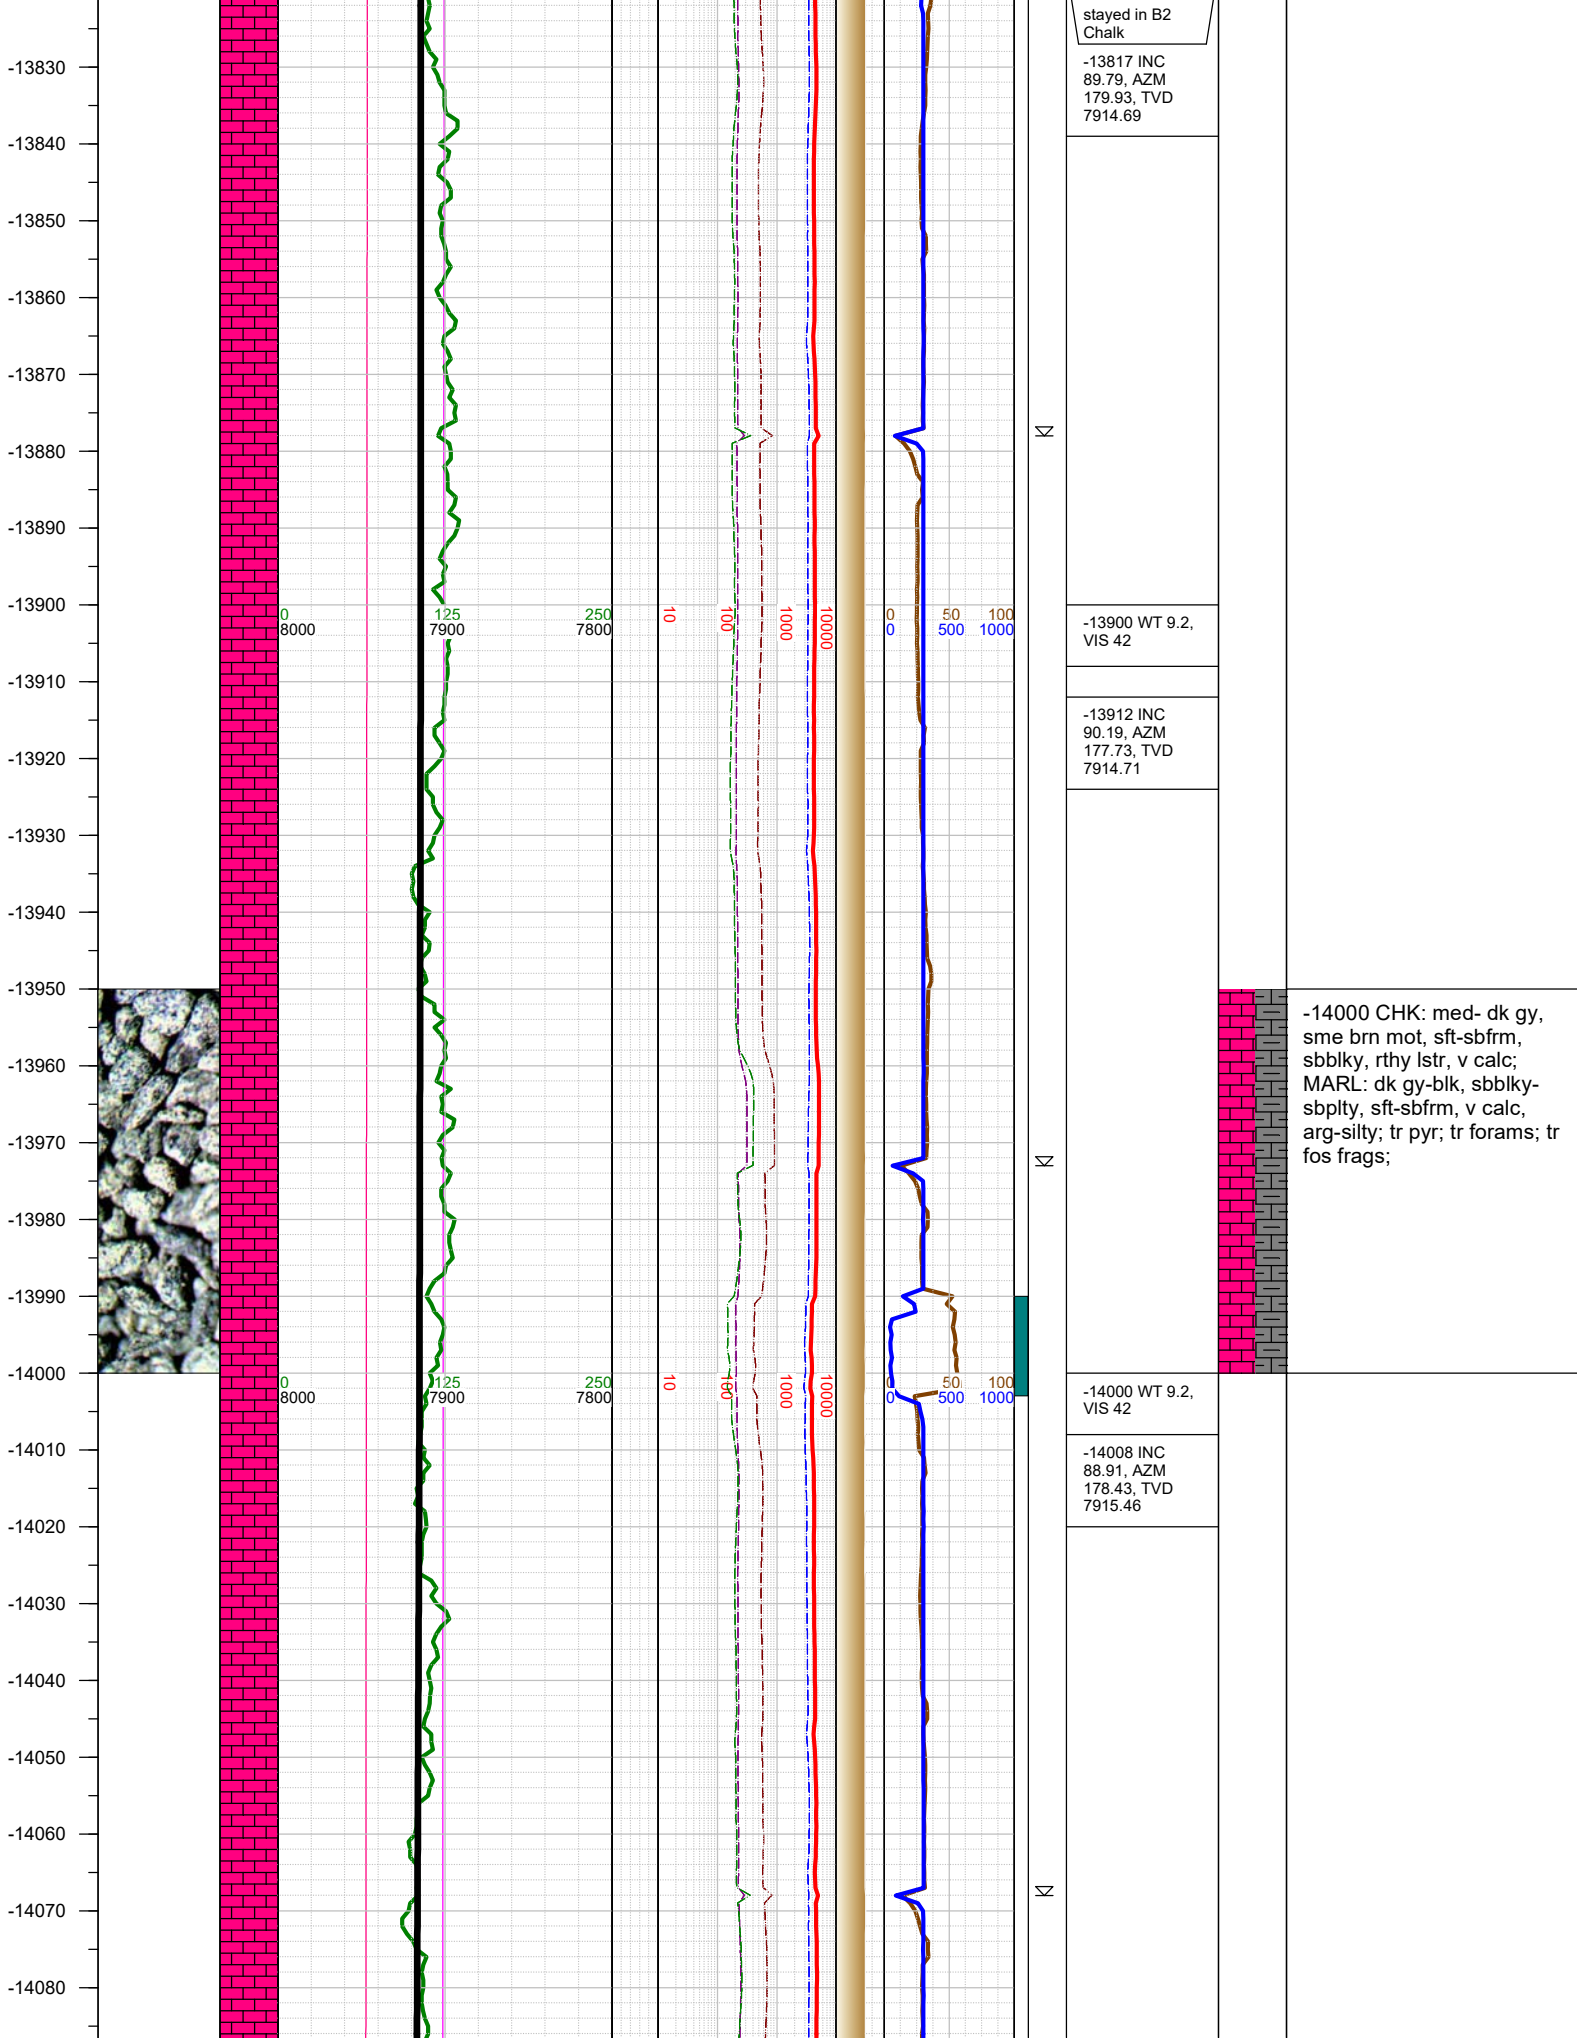 stayed in B2
Chalk
-13817 INC
89.79, AZM
179.93, TVD
7914.69
-13830
-13840
-13850
-13860
-13870
-13880
-13890
-13900
0 125 250
8000 7900 7800
10 100 1000 10000
0 50 100
0 500 1000
-13900 WT 9.2,
VIS 42
-13910
-13912 INC
90.19, AZM
177.73, TVD
7914.71
-13920
-13930
-13940
-13950
-14000 CHK: med- dk gy,
sme brn mot, sft-sbfrm,
sbblky, rthy lstr, v calc;
MARL: dk gy-blk, sbblky-
sbplty, sft-sbfrm, v calc,
arg-silty; tr pyr; tr forams; tr
fos frags;
-13960
-13970
-13980
-13990
-14000
0 125 250
8000 7900 7800
10 100 1000 10000
0 50 100
0 500 1000
-14000 WT 9.2,
VIS 42
-14010
-14008 INC
88.91, AZM
178.43, TVD
7915.46
-14020
-14030
-14040
-14050
-14060
-14070
-14080